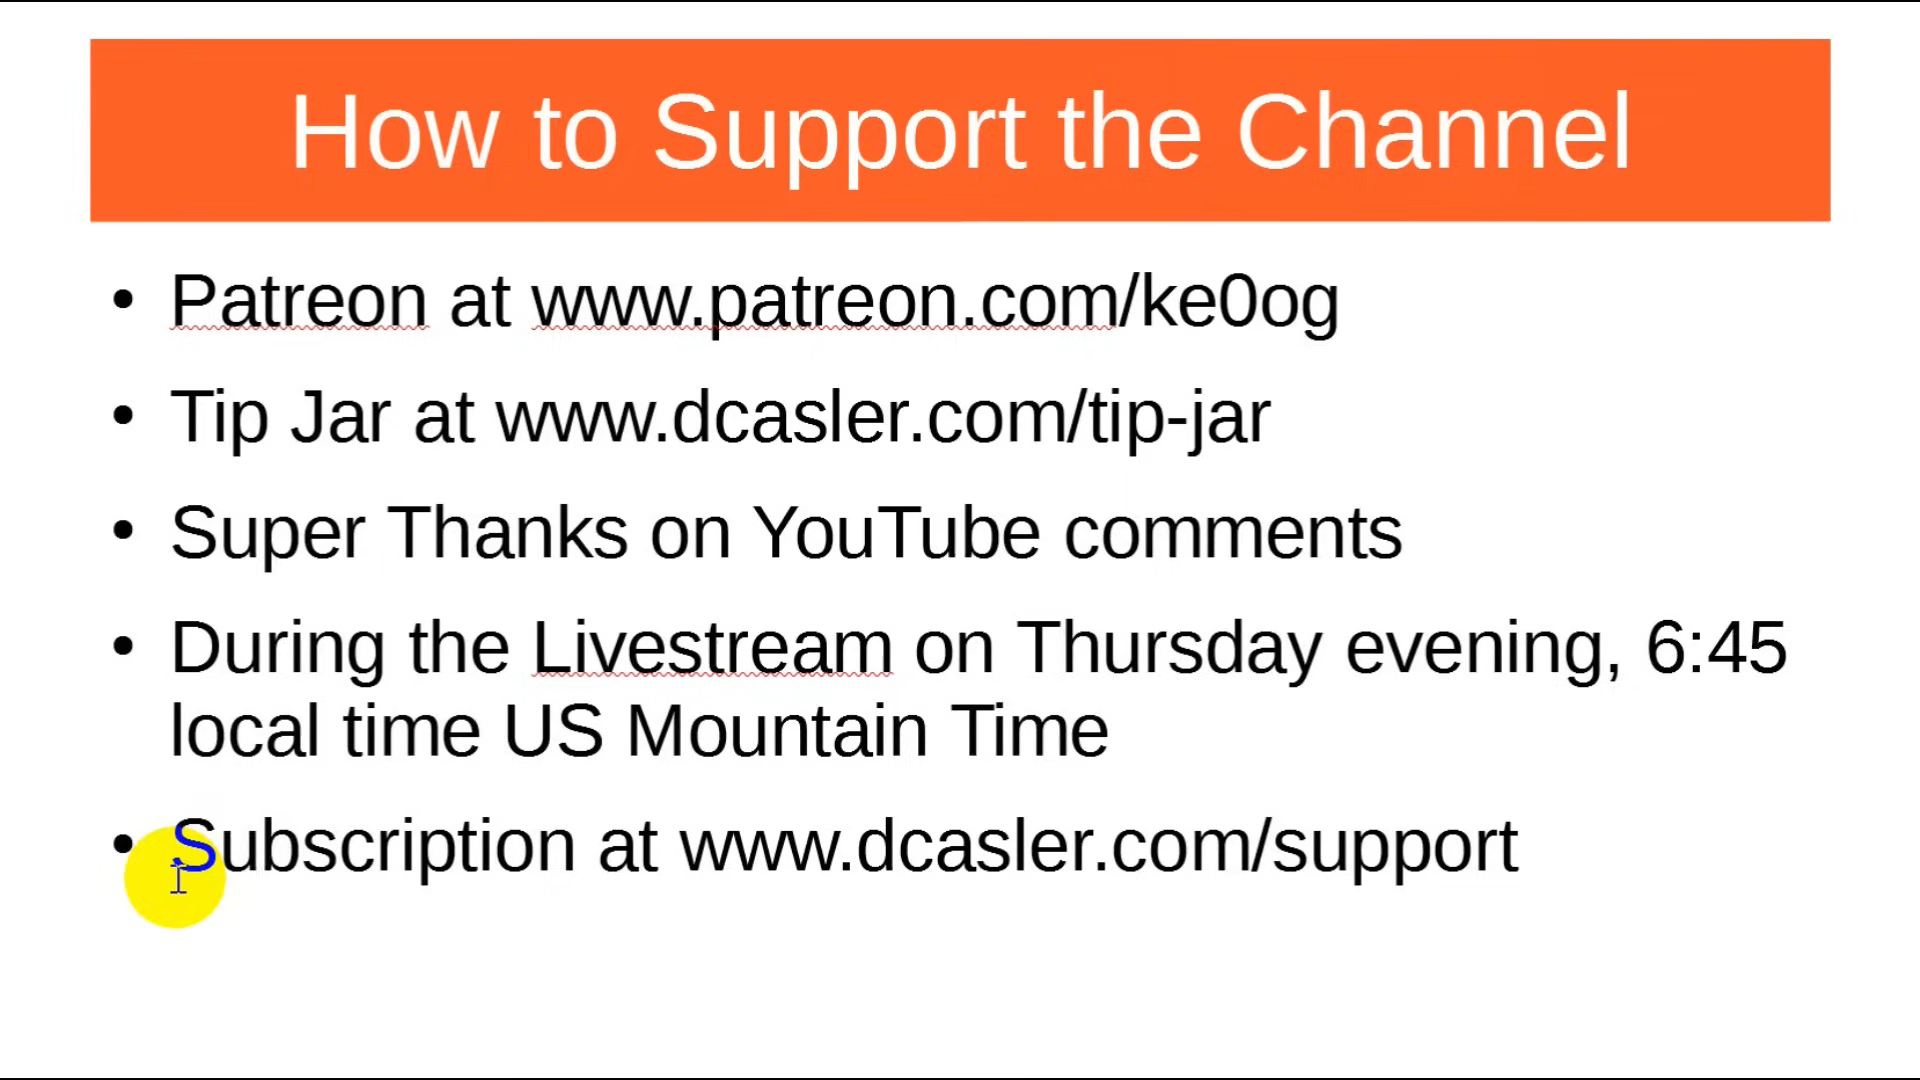 How to Support the Channel
• Patreon at www.patreon.com/ke0og
• Tip Jar at www.dcasler.com/tip-jar
• Super Thanks on YouTube comments
• During the Livestream on Thursday evening, 6:45
local time US Mountain Time
• Subscription at www.dcasler.com/support